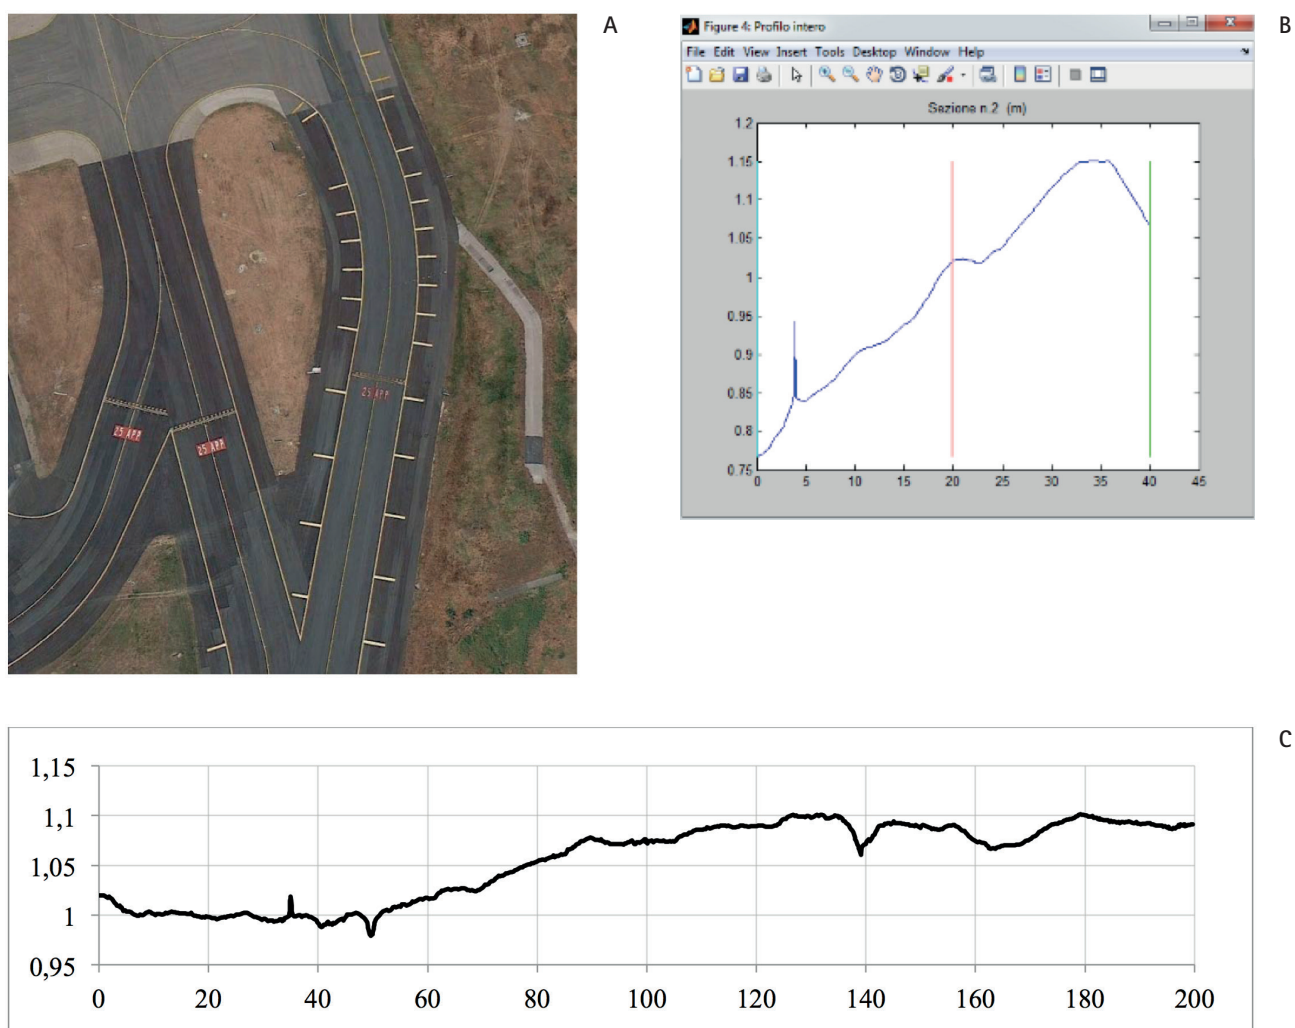 A
25 APP
25 APP
25 APP
B
Figure 4: Profilo intero
File Edit View Insert Tools Desktop Window Help
Sezione n.2 (m)
1.2
1.15
1.1
1.05
1
0.95
0.9
0.85
0.8
0.75
0 5 10 15 20 25 30 35 40 45
C
1,15
1,1
1,05
1
0,95
0 20 40 60 80 100 120 140 160 180 200